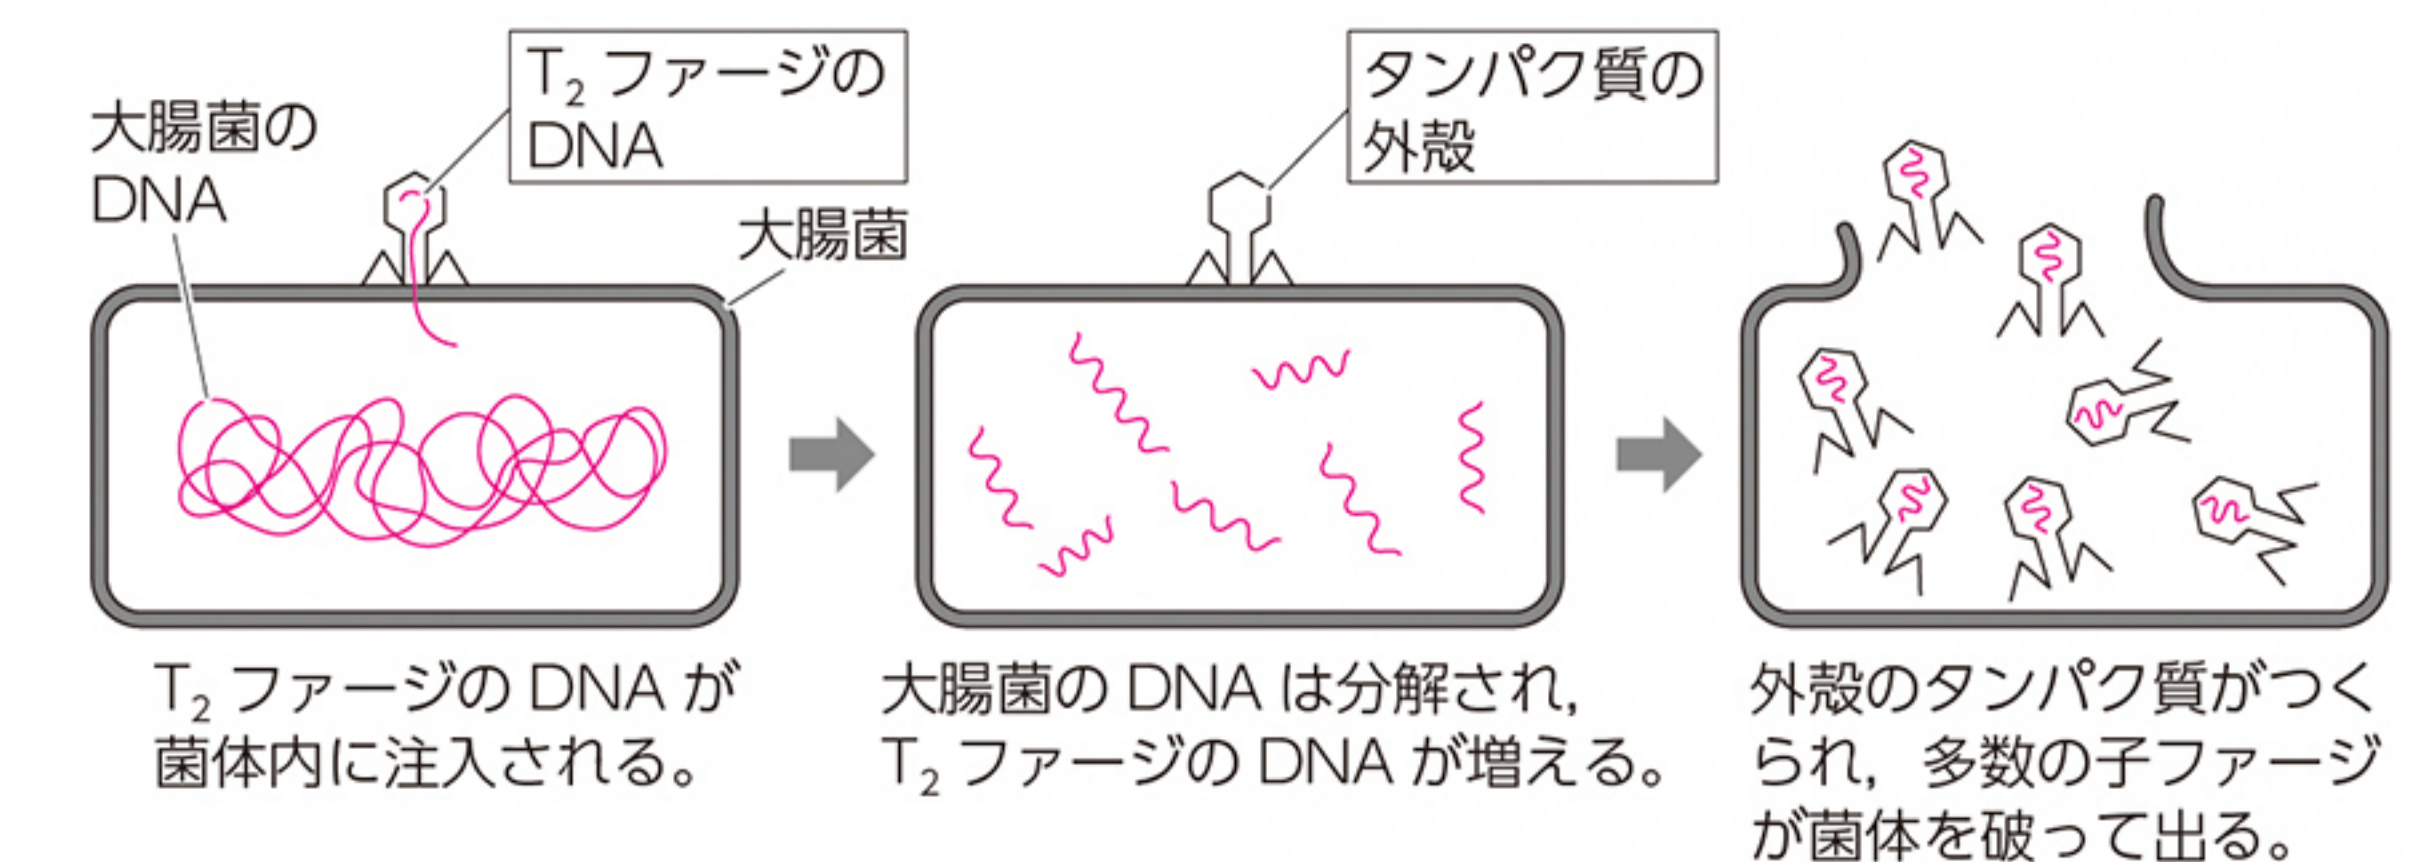 大腸菌の
DNA
T₂ ファージの
DNA
大腸菌
タンパク質の
外殻
T₂ ファージの DNA が
菌体内に注入される。
大腸菌の DNA は分解され，
T₂ ファージの DNA が増える。
外殻のタンパク質がつく
られ，多数の子ファージ
が菌体を破って出る。